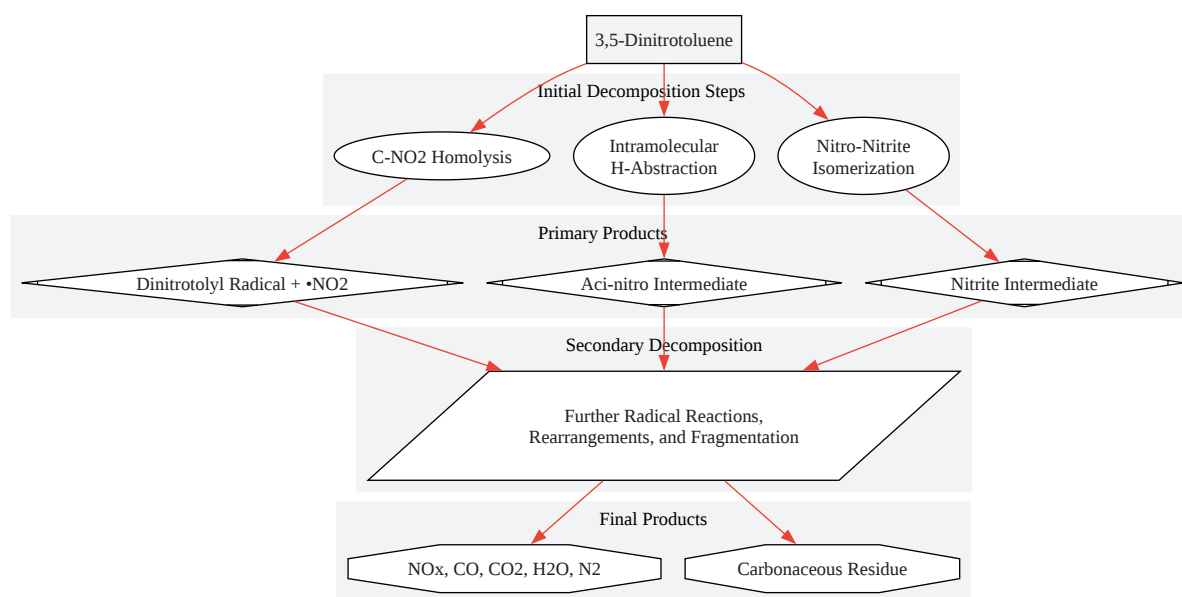 3,5-Dinitrotoluene
Initial Decomposition Steps
C-NO2 Homolysis
Intramolecular
H-Abstraction
Nitro-Nitrite
Isomerization
Primary Products
Dinitrotolyl Radical + •NO2
Aci-nitro Intermediate
Nitrite Intermediate
Secondary Decomposition
Further Radical Reactions,
Rearrangements, and Fragmentation
Final Products
NOx, CO, CO2, H2O, N2
Carbonaceous Residue